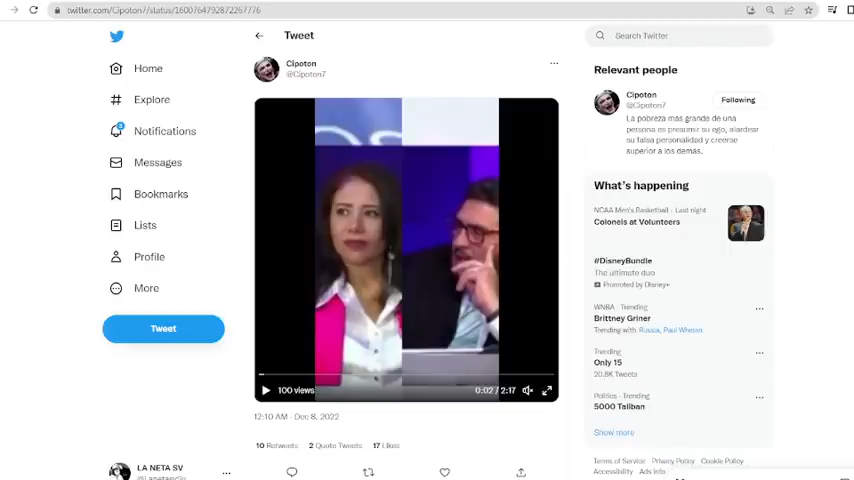 twitter.com/Cipoton7/status/1600764792872267776
Home
Explore
Notifications
Messages
Bookmarks
Lists
Profile
More
Tweet
LA NETA SV
Tweet
Cipoton
@Cipoton7
os
100 views
0:02 / 2:17
12:10 AM · Dec 8, 2022
10 Retweets 2 Quote Tweets 17 Likes
Search Twitter
Relevant people
Cipoton
@Cipoton7
Following
La pobreza más grande de una
persona es presumir su ego, alardear
su falsa personalidad y creerse
superior a los demás.
What's happening
NCAA Men's Basketball · Last night
Colonels at Volunteers
#DisneyBundle
The ultimate duo
Promoted by Disney+
WNBA · Trending
Brittney Griner
Trending with Russia, Paul Whelan
Trending
Only 15
20.8K Tweets
Politics · Trending
5000 Taliban
Show more
Terms of Service Privacy Policy Cookie Policy
Accessibility Ads info